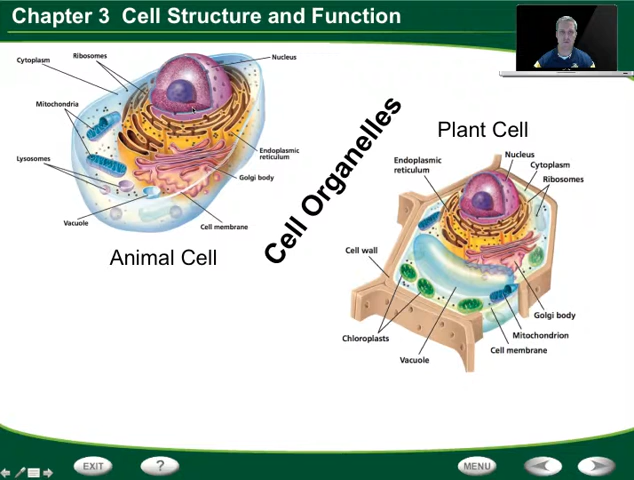 Chapter 3 Cell Structure and Function
Cytoplasm
Ribosomes
Nucleus
Mitochondria
Lysosomes
Endoplasmic
reticulum
Golgi body
Vacuole
Cell membrane
Animal Cell
Cell Organelles
Plant Cell
Endoplasmic
reticulum
Nucleus
Cytoplasm
Ribosomes
Cell wall
Golgi body
Chloroplasts
Mitochondrion
Cell membrane
Vacuole
EXIT
?
MENU